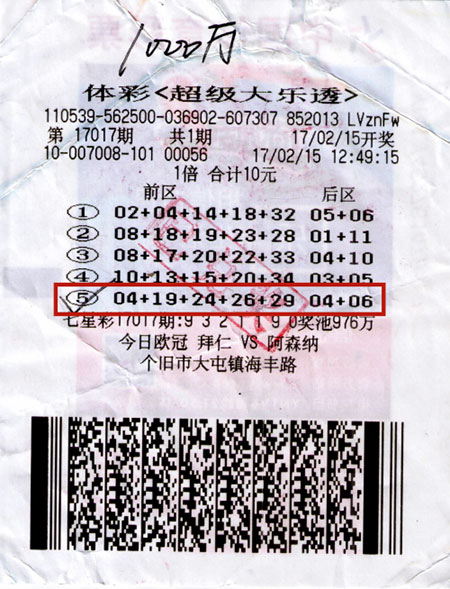 1000万
体彩<超级大乐透>
110539-562500-036902-607307 852013 LVznFw
第 17017期 共1期 17/02/15开奖
10-007008-101 00056 17/02/15 12:49:15
1倍 合计10元
前区 后区
① 02+04+14+18+32 05+06
② 08+18+19+23+28 01+11
③ 08+17+20+22+33 04+10
④ 10+13+15+20+34 03+05
⑤ 04+19+24+26+29 04+06
七星彩17017期:9 3 2 9 0奖池976万
今日欧冠 拜仁 VS 阿森纳
个旧市大屯镇海丰路